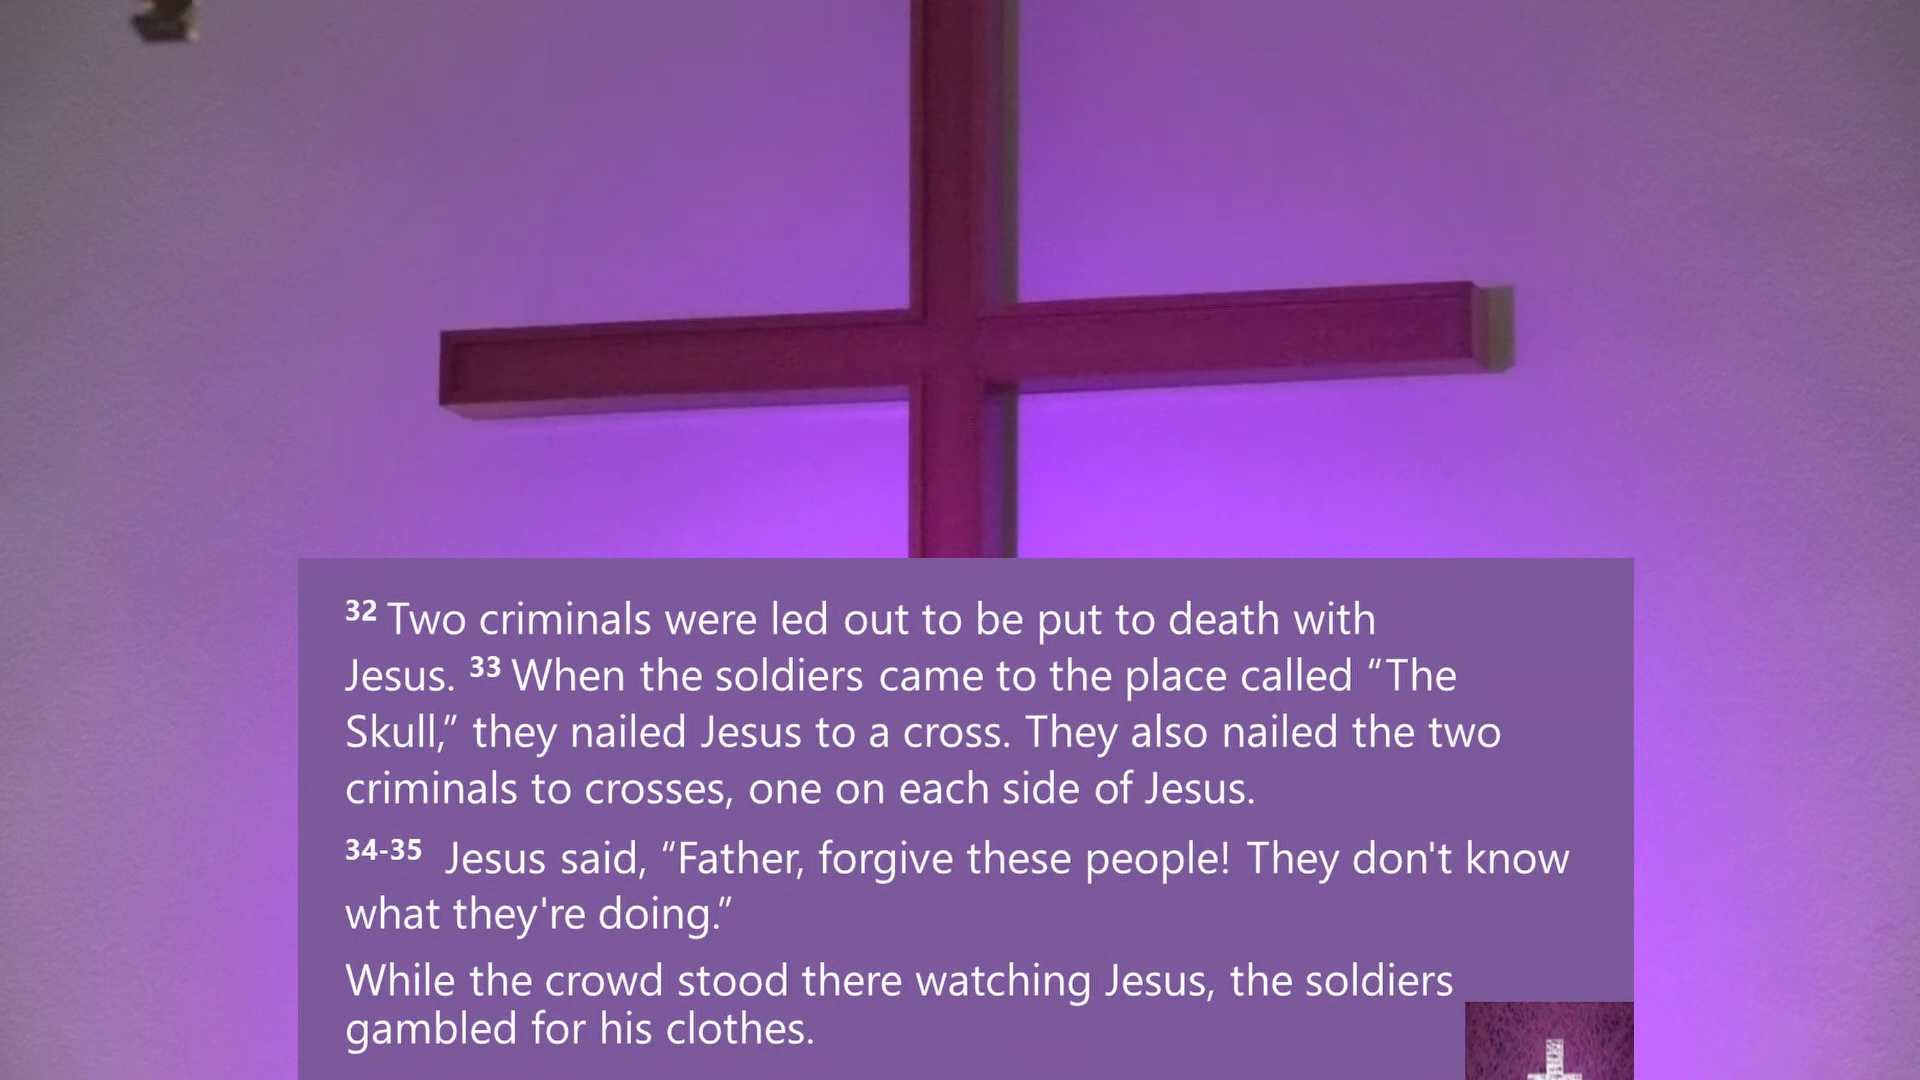 32 Two criminals were led out to be put to death with
Jesus. 33 When the soldiers came to the place called “The
Skull,” they nailed Jesus to a cross. They also nailed the two
criminals to crosses, one on each side of Jesus.
34-35 Jesus said, “Father, forgive these people! They don't know
what they're doing.”
While the crowd stood there watching Jesus, the soldiers
gambled for his clothes.